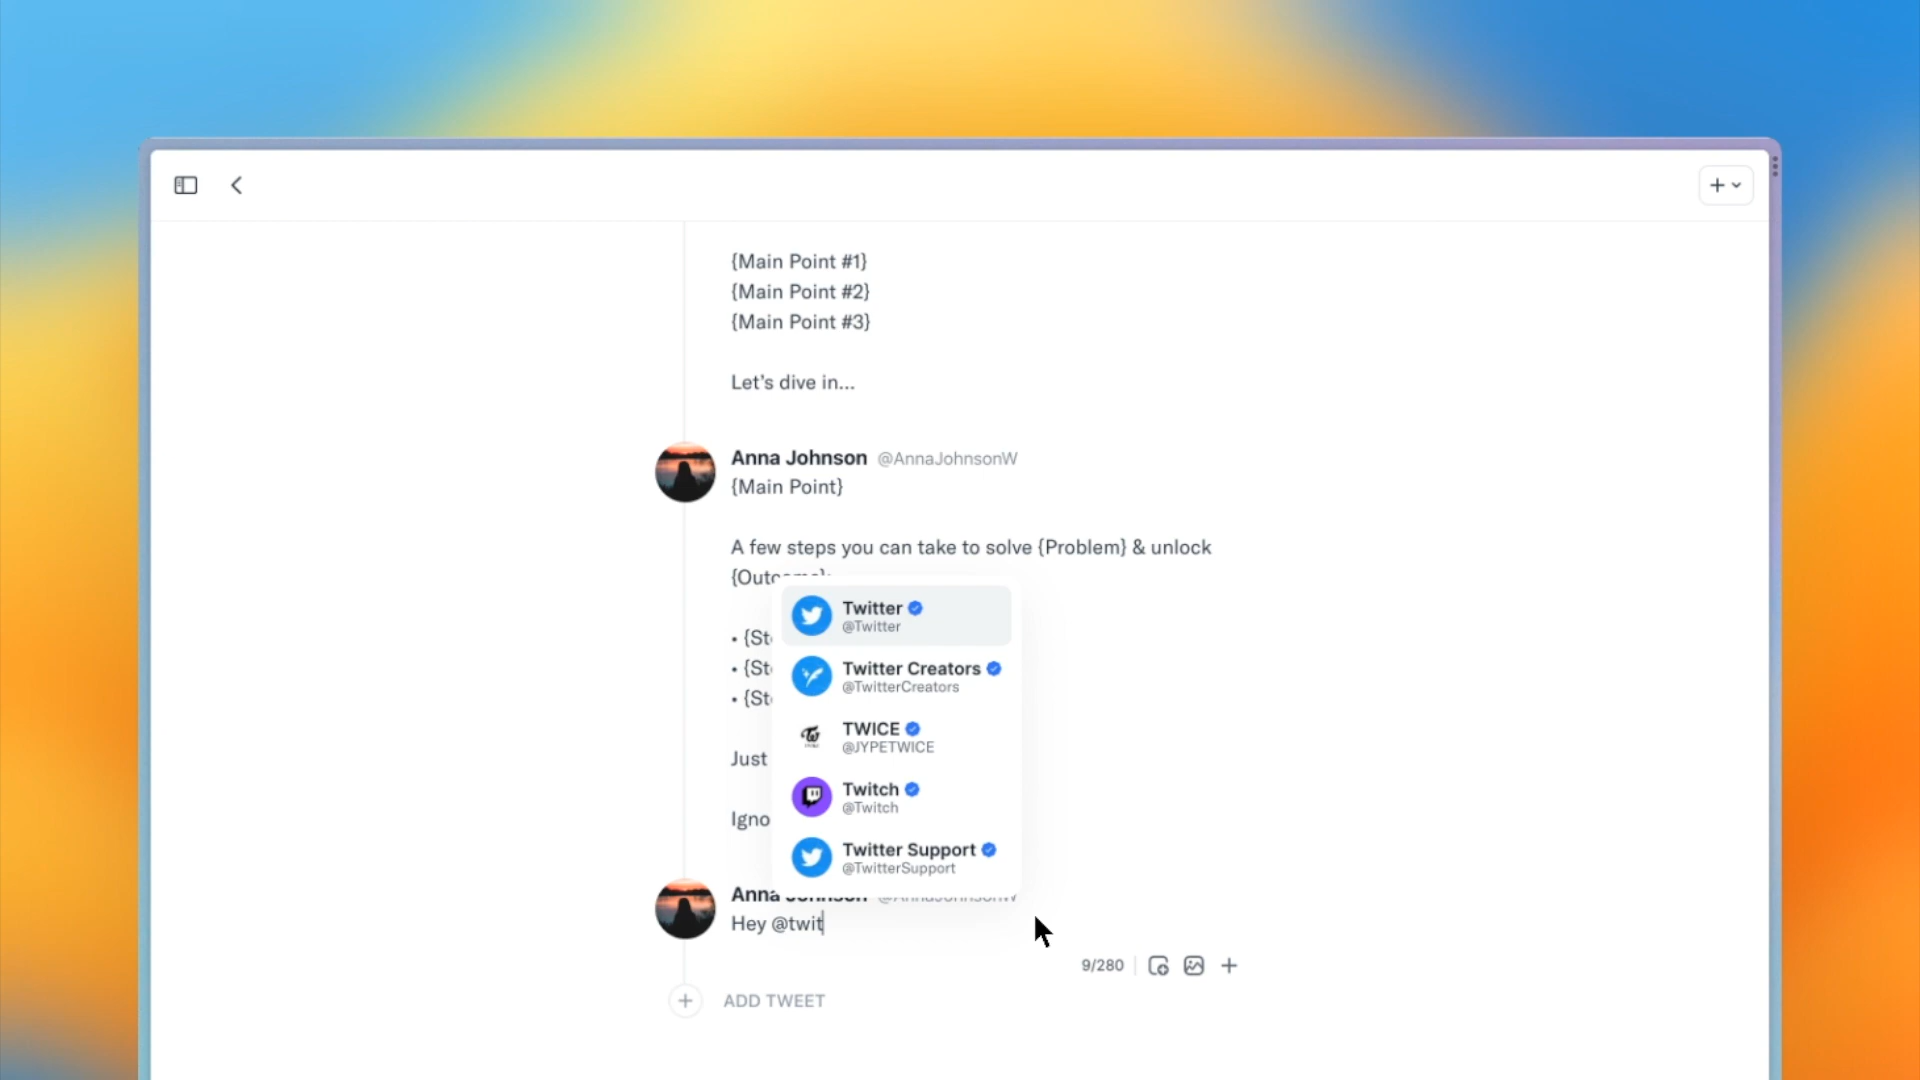 {Main Point #1}
{Main Point #2}
{Main Point #3}
Let's dive in...
Anna Johnson @AnnaJohnsonW
{Main Point}
A few steps you can take to solve {Problem} & unlock
Twitter
@Twitter
Twitter Creators
@TwitterCreators
TWICE
@JYPETWICE
Twitch
@Twitch
Just
Twitter Support
@TwitterSupport
Anna Johnson @AnnaJohnsonW
Hey @twit
9/280
ADD TWEET